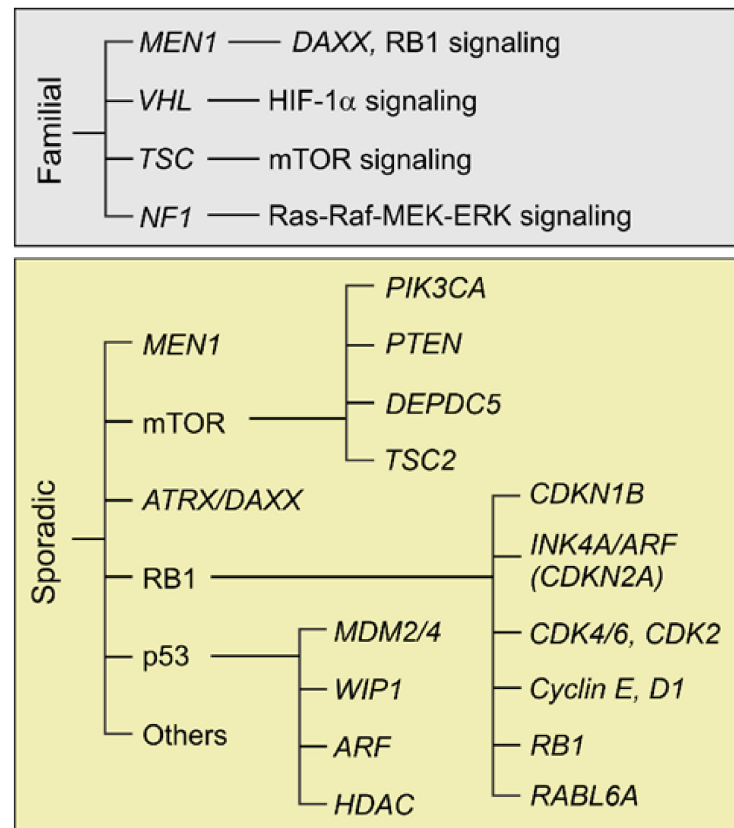 Familial
MEN1
DAXX, RB1 signaling
VHL
HIF-1α signaling
TSC
mTOR signaling
NF1
Ras-Raf-MEK-ERK signaling
Sporadic
MEN1
mTOR
PIK3CA
PTEN
DEPDC5
TSC2
ATRX/DAXX
RB1
CDKN1B
INK4A/ARF
(CDKN2A)
CDK4/6, CDK2
Cyclin E, D1
RB1
RABL6A
p53
MDM2/4
WIP1
ARF
HDAC
Others